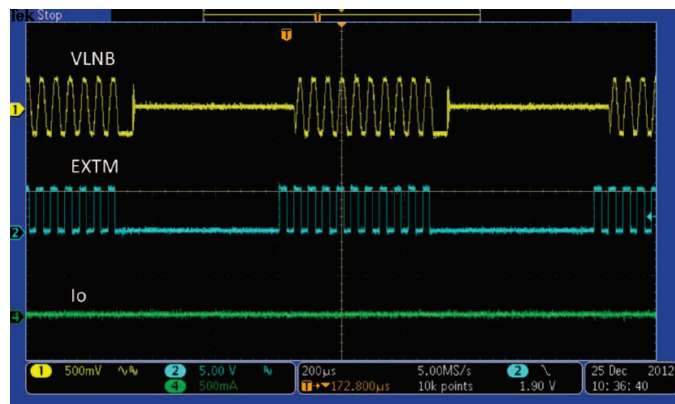 Tek Stop
T
T
VLNB
1
EXTM
2
Io
4
1 500mV 2 5.00 V 200µs 5.00MS/s 2 25 Dec 2012
4 500mA T→▼172.800µs 10k points 1.90 V 10:36:40